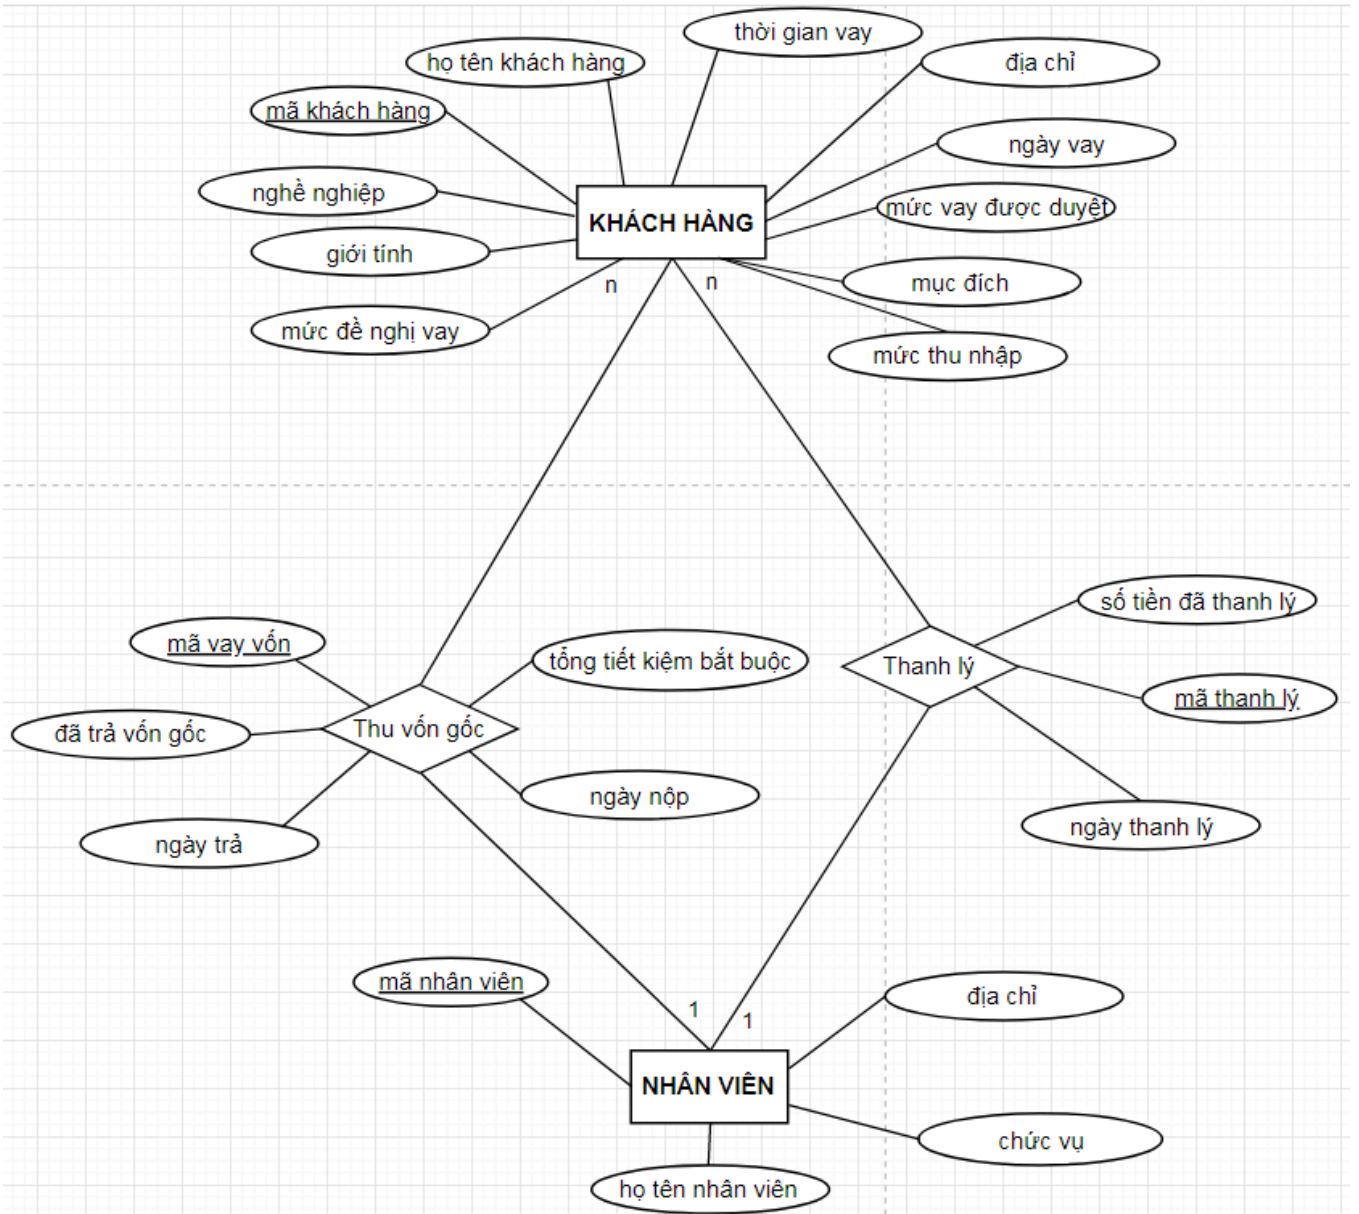 thời gian vay
họ tên khách hàng
địa chỉ
mã khách hàng
ngày vay
nghề nghiệp
mức vay được duyệt
KHÁCH HÀNG
giới tính
mục đích
n
n
mức đề nghị vay
mức thu nhập
số tiền đã thanh lý
mã vay vốn
tổng tiết kiệm bắt buộc
Thanh lý
mã thanh lý
đã trả vốn gốc
Thu vốn gốc
ngày nộp
ngày thanh lý
ngày trả
mã nhân viên
địa chỉ
1
1
NHÂN VIÊN
chức vụ
họ tên nhân viên